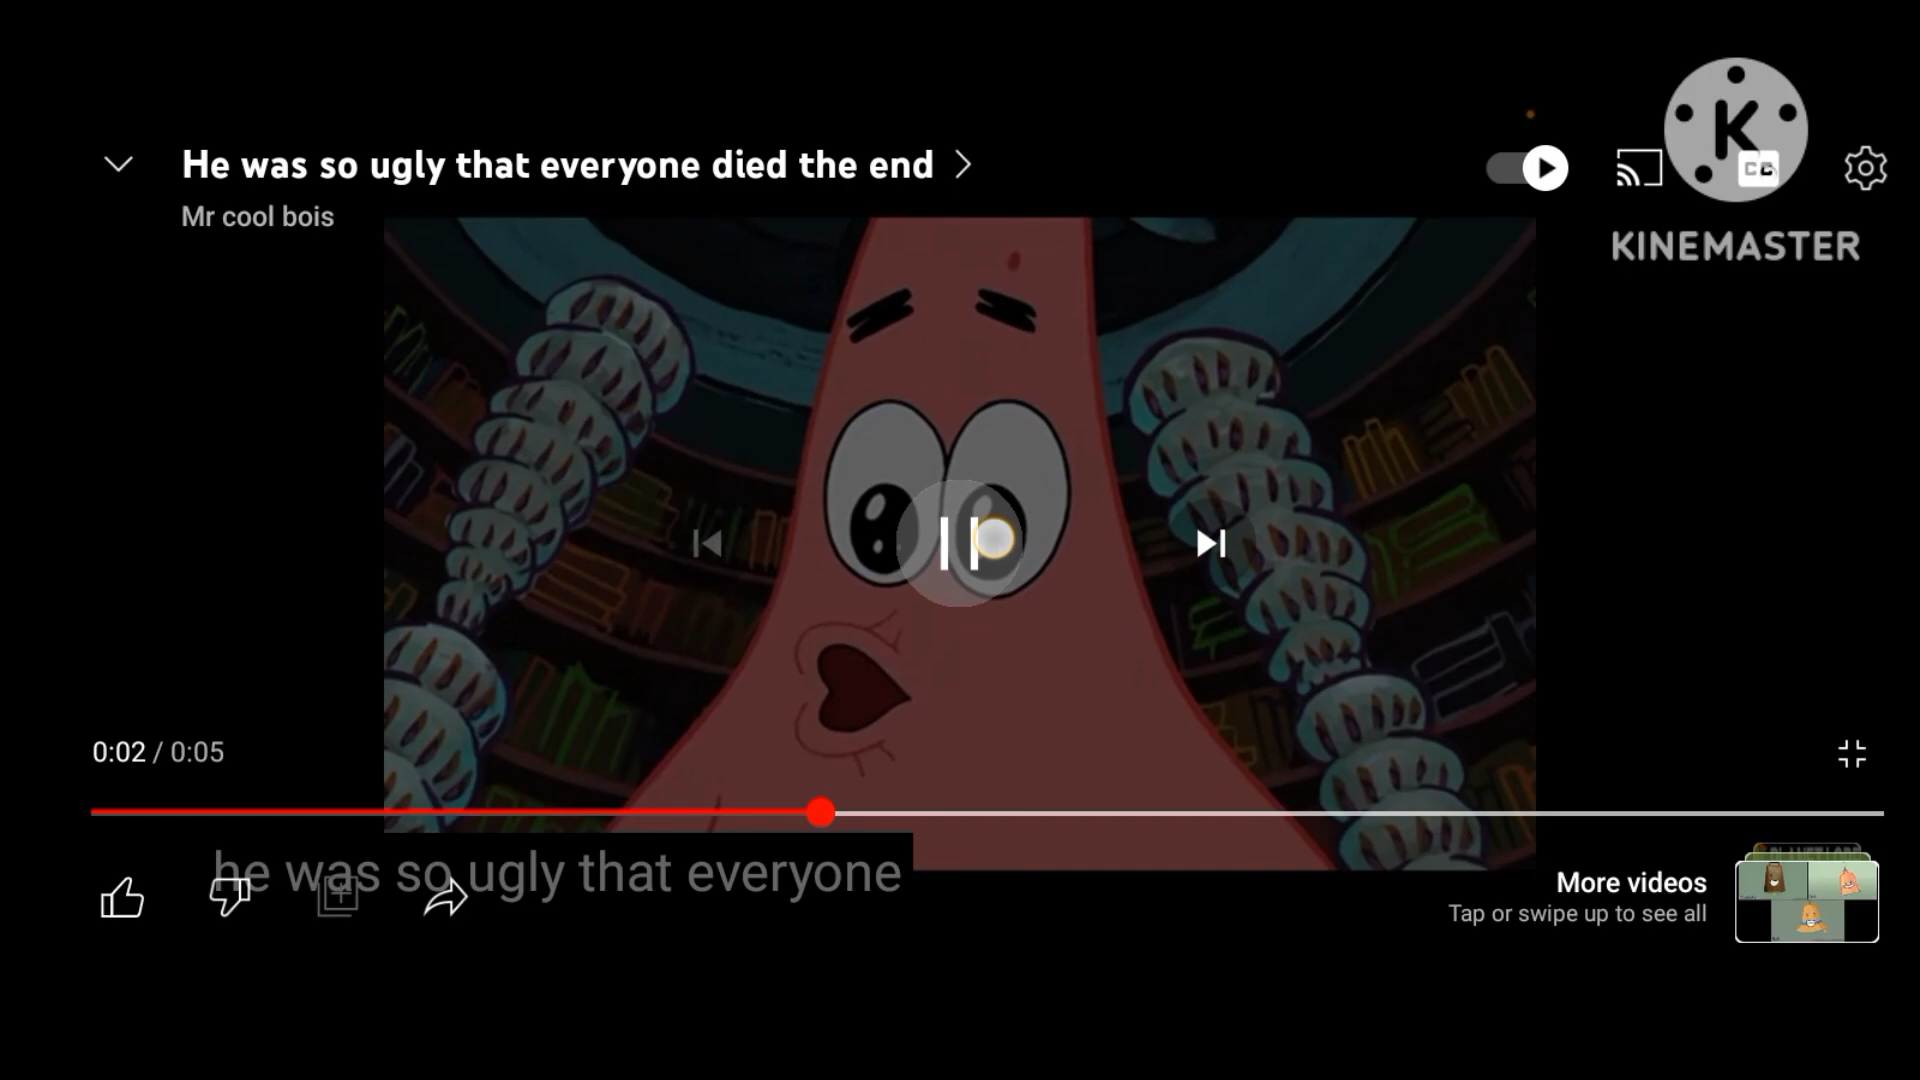 He was so ugly that everyone died the end
Mr cool bois
K
CC
KINEMASTER
0:02 / 0:05
he was so ugly that everyone
More videos
Tap or swipe up to see all